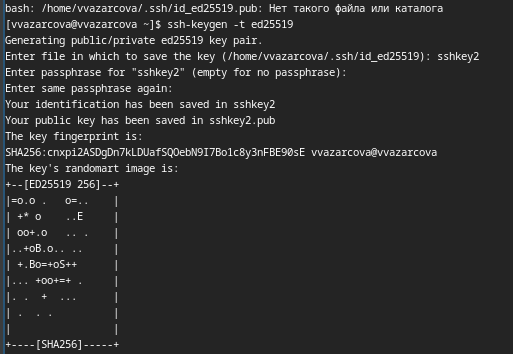 bash: /home/vvazarcova/.ssh/id_ed25519.pub: Нет такого файла или каталога
[vvazarcova@vvazarcova ~]$ ssh-keygen -t ed25519
Generating public/private ed25519 key pair.
Enter file in which to save the key (/home/vvazarcova/.ssh/id_ed25519): sshkey2
Enter passphrase for "sshkey2" (empty for no passphrase):
Enter same passphrase again:
Your identification has been saved in sshkey2
Your public key has been saved in sshkey2.pub
The key fingerprint is:
SHA256:cnxpi2ASDgDn7kLDUafSQOebN9I7Bo1c8y3nFBE90sE vvazarcova@vvazarcova
The key's randomart image is:
+--[ED25519 256]--+
|=o.o .   o=..    |
| +* o    ..E     |
| oo+.o   .. .    |
|..+oB.o.. ..     |
| +.Bo=+oS++      |
|... +oo+=+ .     |
|. .  +  ...      |
| .  . .          |
|                 |
+----[SHA256]-----+